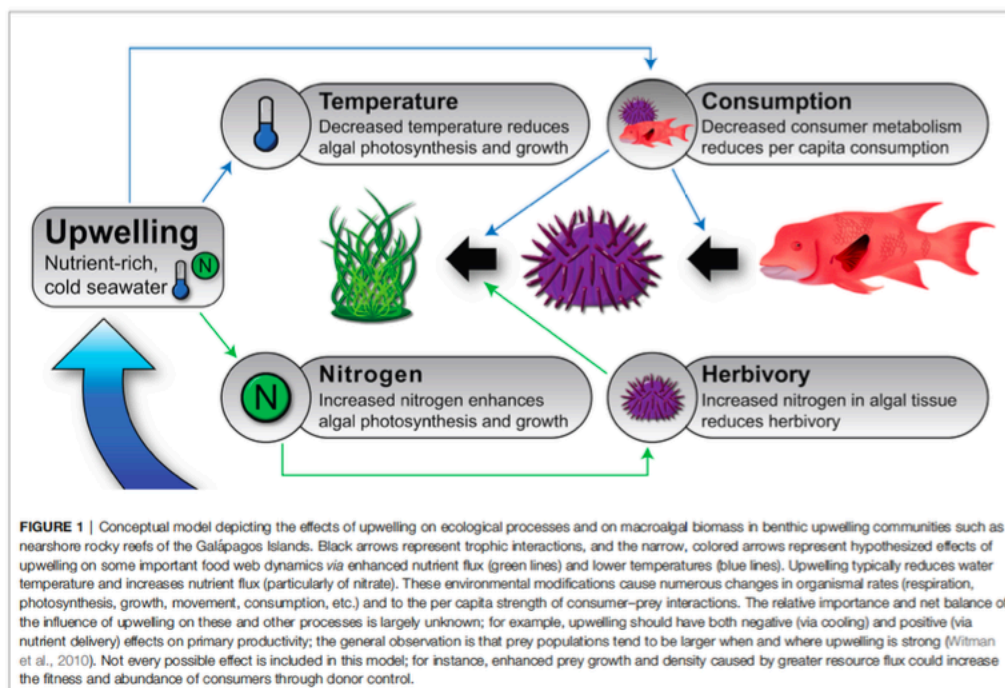 Temperature
Decreased temperature reduces
algal photosynthesis and growth
Consumption
Decreased consumer metabolism
reduces per capita consumption
Upwelling
Nutrient-rich,
cold seawater
N
N
Nitrogen
Increased nitrogen enhances
algal photosynthesis and growth
Herbivory
Increased nitrogen in algal tissue
reduces herbivory
FIGURE 1 | Conceptual model depicting the effects of upwelling on ecological processes and on macroalgal biomass in benthic upwelling communities such as
nearshore rocky reefs of the Galápagos Islands. Black arrows represent trophic interactions, and the narrow, colored arrows represent hypothesized effects of
upwelling on some important food web dynamics via enhanced nutrient flux (green lines) and lower temperatures (blue lines). Upwelling typically reduces water
temperature and increases nutrient flux (particularly of nitrate). These environmental modifications cause numerous changes in organismal rates (respiration,
photosynthesis, growth, movement, consumption, etc.) and to the per capita strength of consumer–prey interactions. The relative importance and net balance of
the influence of upwelling on these and other processes is largely unknown; for example, upwelling should have both negative (via cooling) and positive (via
nutrient delivery) effects on primary productivity; the general observation is that prey populations tend to be larger when and where upwelling is strong (Witman
et al., 2010). Not every possible effect is included in this model; for instance, enhanced prey growth and density caused by greater resource flux could increase
the fitness and abundance of consumers through donor control.